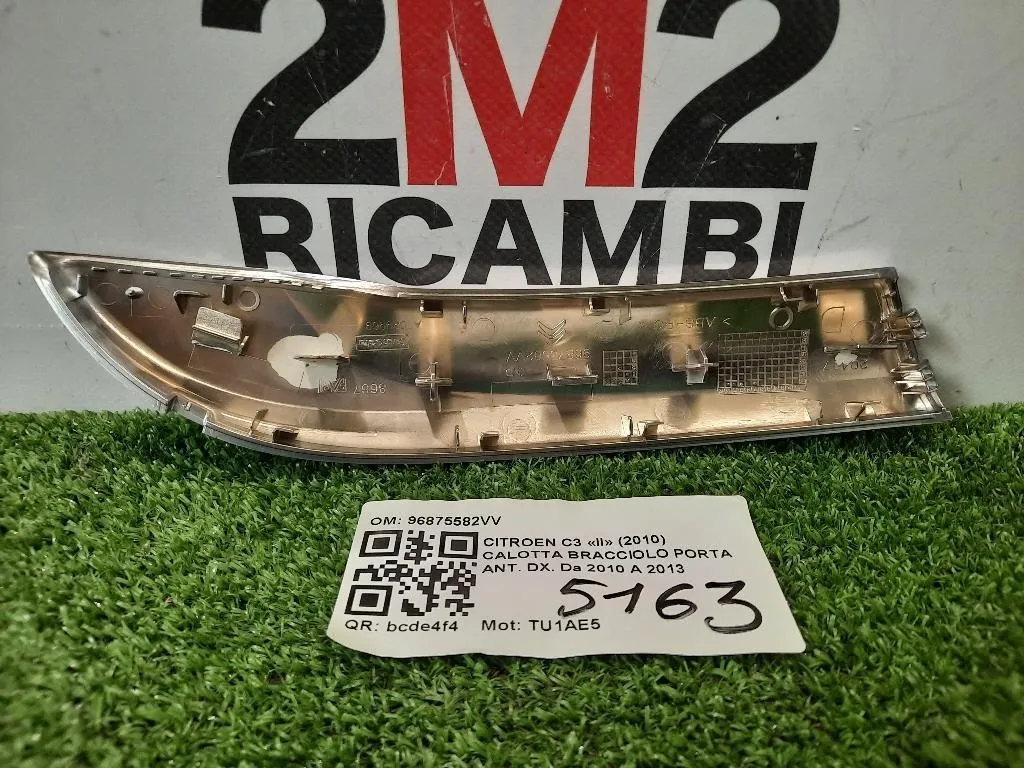 2M2
RICAMBI
OM: 96875582VV
CITROEN C3 «II» (2010)
CALOTTA BRACCIOLO PORTA
ANT. DX. Da 2010 A 2013
5163
QR: bcde4f4 Mot: TU1AE5